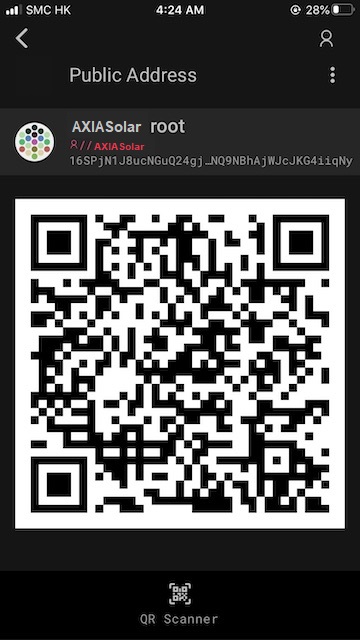 SMC HK 4:24 AM 28%
Public Address
AXIASolar root
//AXIASolar
16SPjN1J8ucNGuQ24gj…NQ9NBhAjWJcJKG4iiqNy
QR Scanner